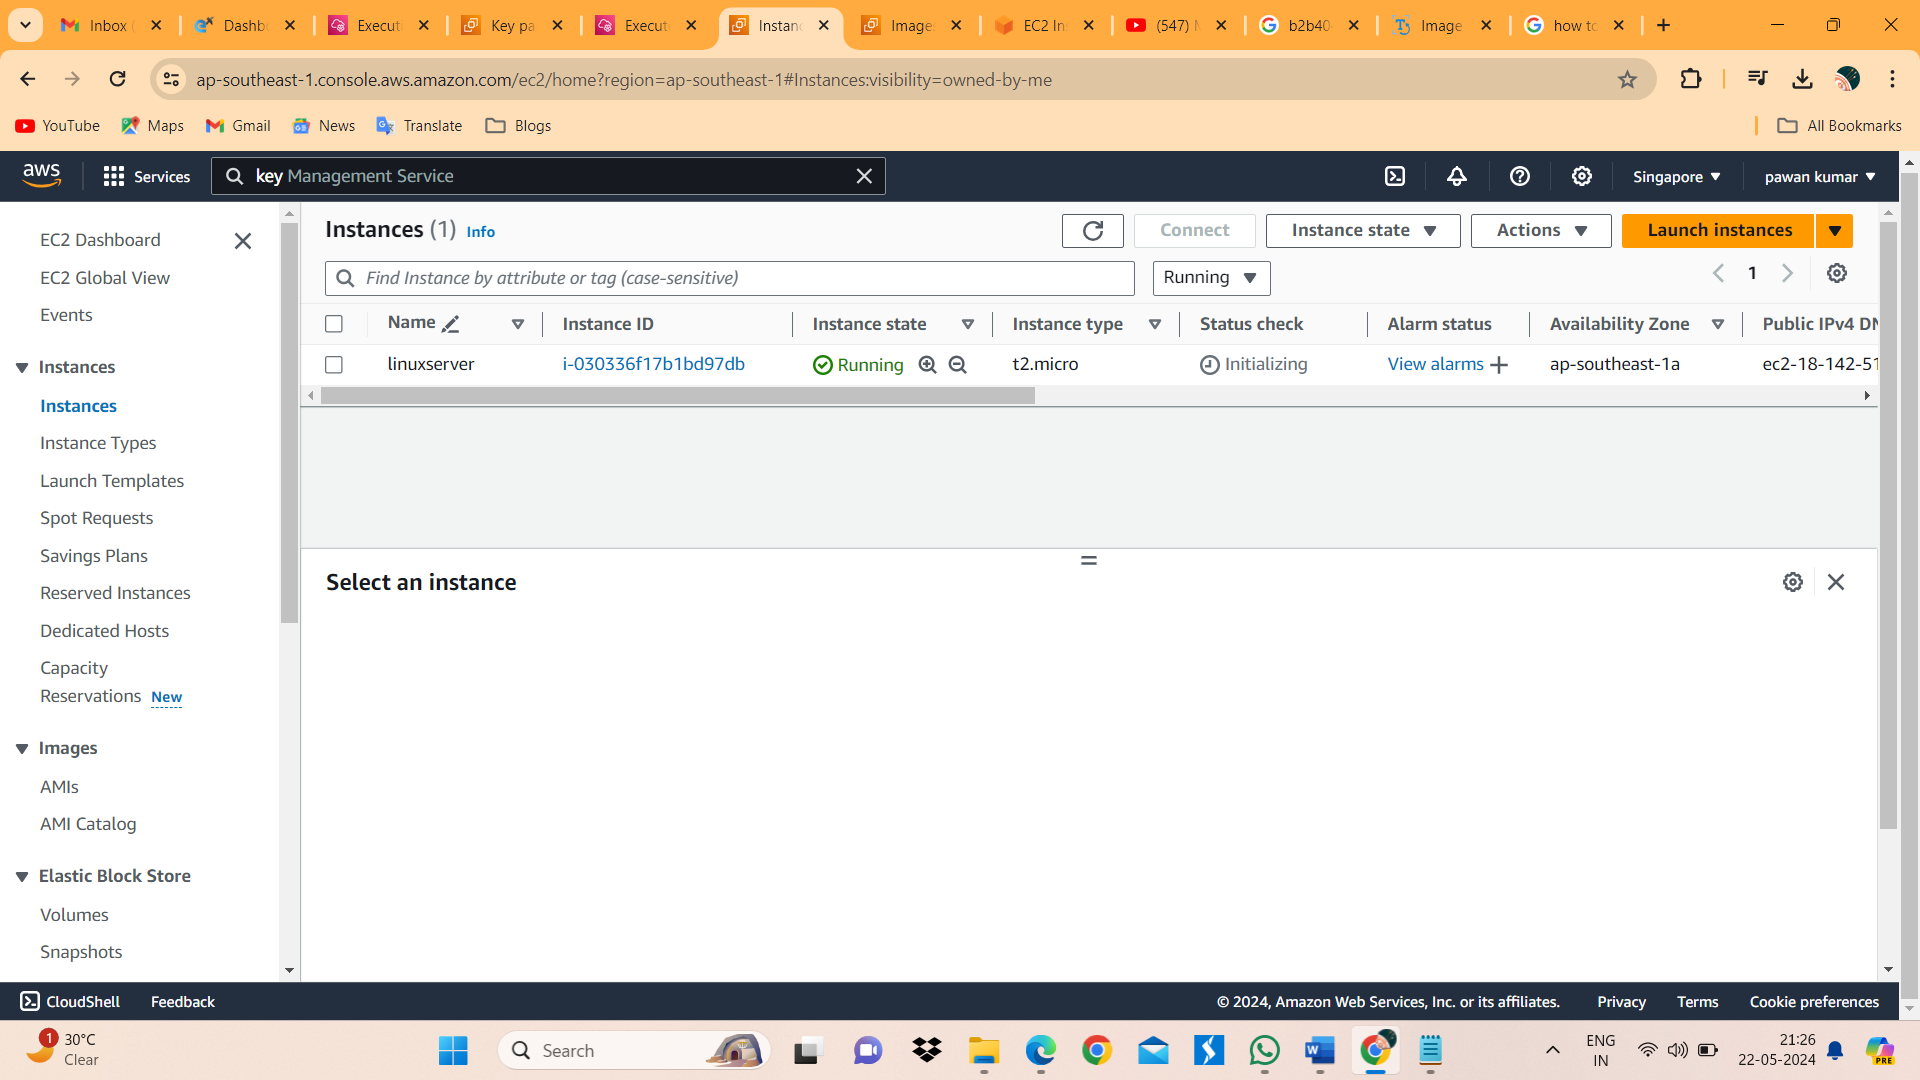 Inbox
Dashb
Execut
Key pa
Execut
Instanc
Image
EC2 In
(547)
b2b40
Image
how to
ap-southeast-1.console.aws.amazon.com/ec2/home?region=ap-southeast-1#Instances:visibility=owned-by-me
YouTube Maps Gmail News Translate Blogs All Bookmarks
aws Services key Management Service Singapore pawan kumar
EC2 Dashboard
EC2 Global View
Events
Instances
Instances
Instance Types
Launch Templates
Spot Requests
Savings Plans
Reserved Instances
Dedicated Hosts
Capacity
Reservations New
Images
AMIs
AMI Catalog
Elastic Block Store
Volumes
Snapshots
Instances (1) Info Connect Instance state Actions Launch instances
Find Instance by attribute or tag (case-sensitive) Running 1
Name Instance ID Instance state Instance type Status check Alarm status Availability Zone Public IPv4 DN
linuxserver i-030336f17b1bd97db Running t2.micro Initializing View alarms ap-southeast-1a ec2-18-142-51
Select an instance
CloudShell Feedback © 2024, Amazon Web Services, Inc. or its affiliates. Privacy Terms Cookie preferences
1 30°C
Clear
Search
ENG
IN
21:26
22-05-2024
PRE